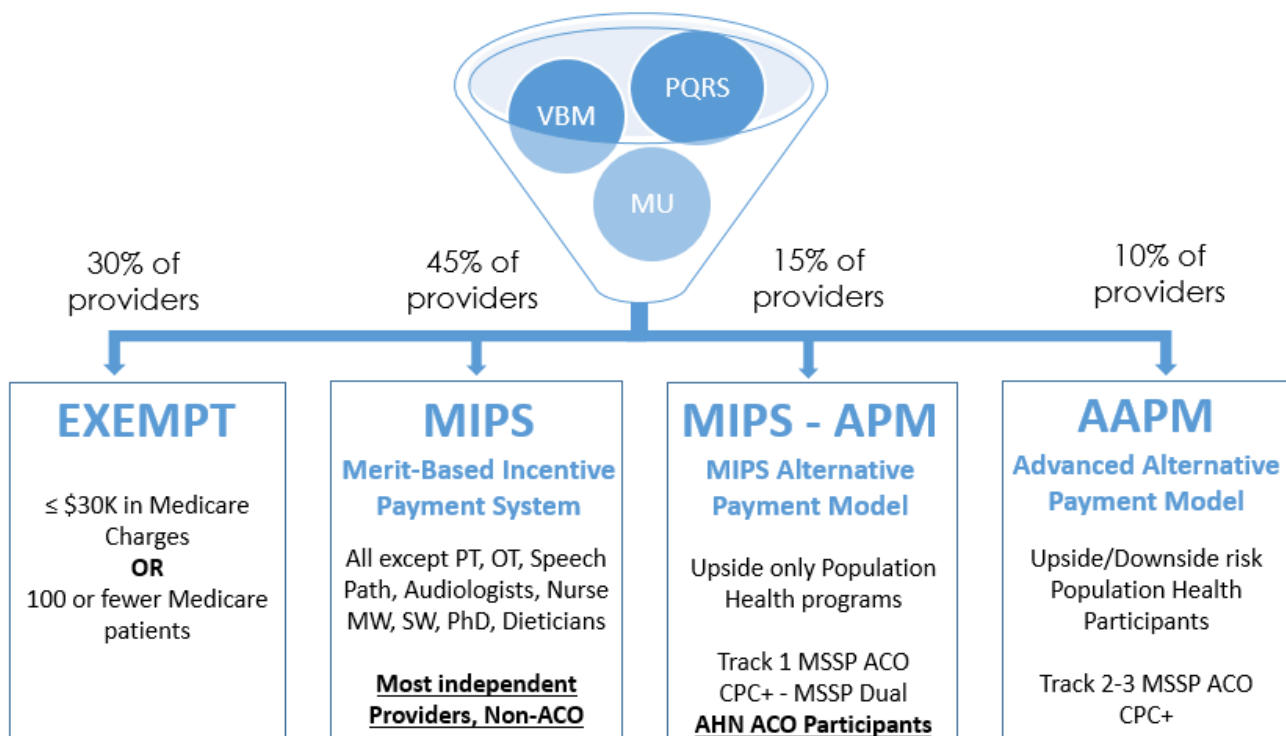 VBM
PQRS
MU
30% of
providers
45% of
providers
15% of
providers
10% of
providers
EXEMPT
≤ $30K in Medicare
Charges
OR
100 or fewer Medicare
patients
MIPS
Merit-Based Incentive
Payment System
All except PT, OT, Speech
Path, Audiologists, Nurse
MW, SW, PhD, Dieticians
Most independent
Providers, Non-ACO
MIPS - APM
MIPS Alternative
Payment Model
Upside only Population
Health programs
Track 1 MSSP ACO
CPC+ - MSSP Dual
AHN ACO Participants
AAPM
Advanced Alternative
Payment Model
Upside/Downside risk
Population Health
Participants
Track 2-3 MSSP ACO
CPC+